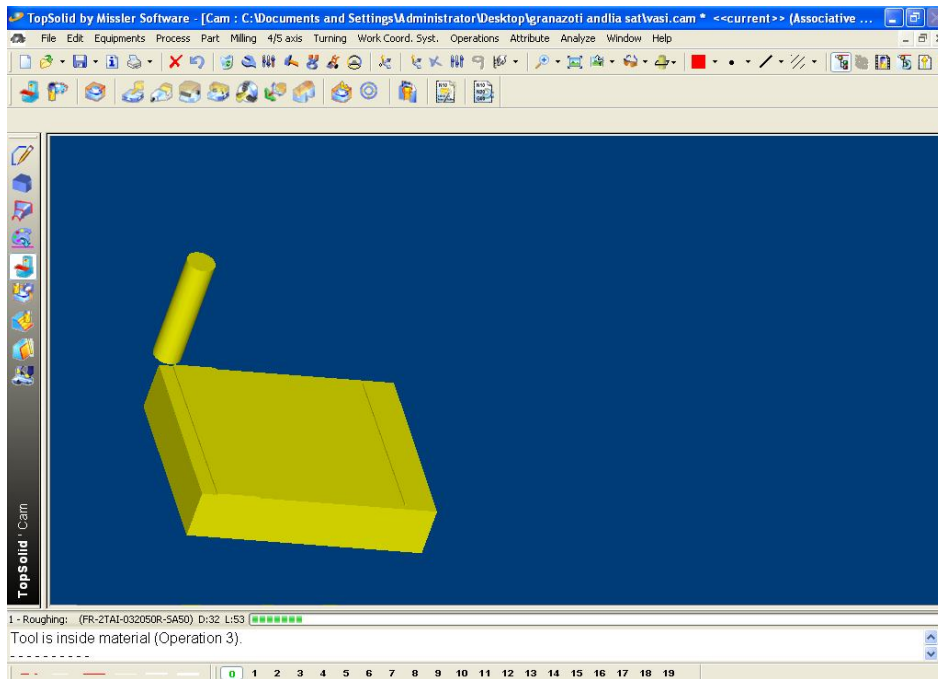 TopSolid by Missler Software - [Cam : C:\Documents and Settings\Administrator\Desktop\granazoti andlia sat\vasi.cam * <<current>> (Associative ...
File Edit Equipments Process Part Milling 4/5 axis Turning Work Coord. Syst. Operations Attribute Analyze Window Help
TopSolid ' Cam
1 - Roughing: (FR-2TAI-032050R-SA50) D:32 L:53
Tool is inside material (Operation 3).
- - - - - - - - - -
0 1 2 3 4 5 6 7 8 9 10 11 12 13 14 15 16 17 18 19